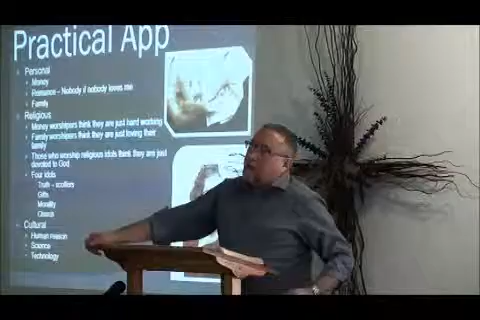 Practical App
Personal
Money
Romance – Nobody if nobody loves me
Family
Religious
Money worshipers think they are just hard working
Family worshipers think they are just loving their
family
Those who worship religious idols think they are just
devoted to God.
Four idols
Truth – scoffers
Gifts
Morality
Church
Cultural
Human reason
Science
Technology